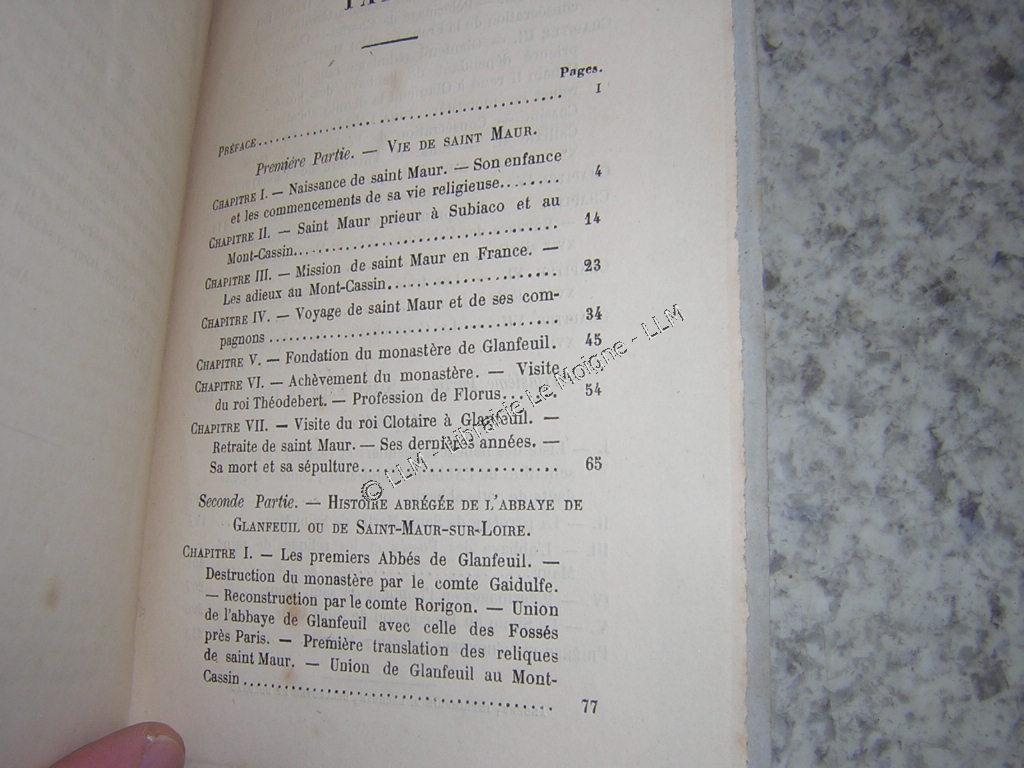 Pages.
PRÉFACE........................................ I
Première Partie. — VIE DE SAINT MAUR.
CHAPITRE I. — Naissance de saint Maur. — Son enfance
et les commencements de sa vie religieuse........ 4
CHAPITRE II. — Saint Maur prieur à Subiaco et au
Mont-Cassin.................................... 14
CHAPITRE III. — Mission de saint Maur en France. —
Les adieux au Mont-Cassin....................... 23
CHAPITRE IV. — Voyage de saint Maur et de ses com-
pagnons ........................................ 34
CHAPITRE V. — Fondation du monastère de Glanfeuil. 45
CHAPITRE VI. — Achèvement du monastère. — Visite
du roi Théodebert. — Profession de Florus....... 54
CHAPITRE VII. — Visite du roi Clotaire à Glanfeuil. —
Retraite de saint Maur. — Ses dernières années. —
Sa mort et sa sépulture........................... 65
Seconde Partie. — HISTOIRE ABRÉGÉE DE L'ABBAYE DE
GLANFEUIL OU DE SAINT-MAUR-SUR-LOIRE.
CHAPITRE I. — Les premiers Abbés de Glanfeuil. —
Destruction du monastère par le comte Gaidulfe.
— Reconstruction par le comte Rorigon. — Union
de l'abbaye de Glanfeuil avec celle des Fossés
près Paris. — Première translation des reliques
de saint Maur. — Union de Glanfeuil au Mont-
Cassin........................................ 77
© LLM - Librairie Le Moigne - LLM